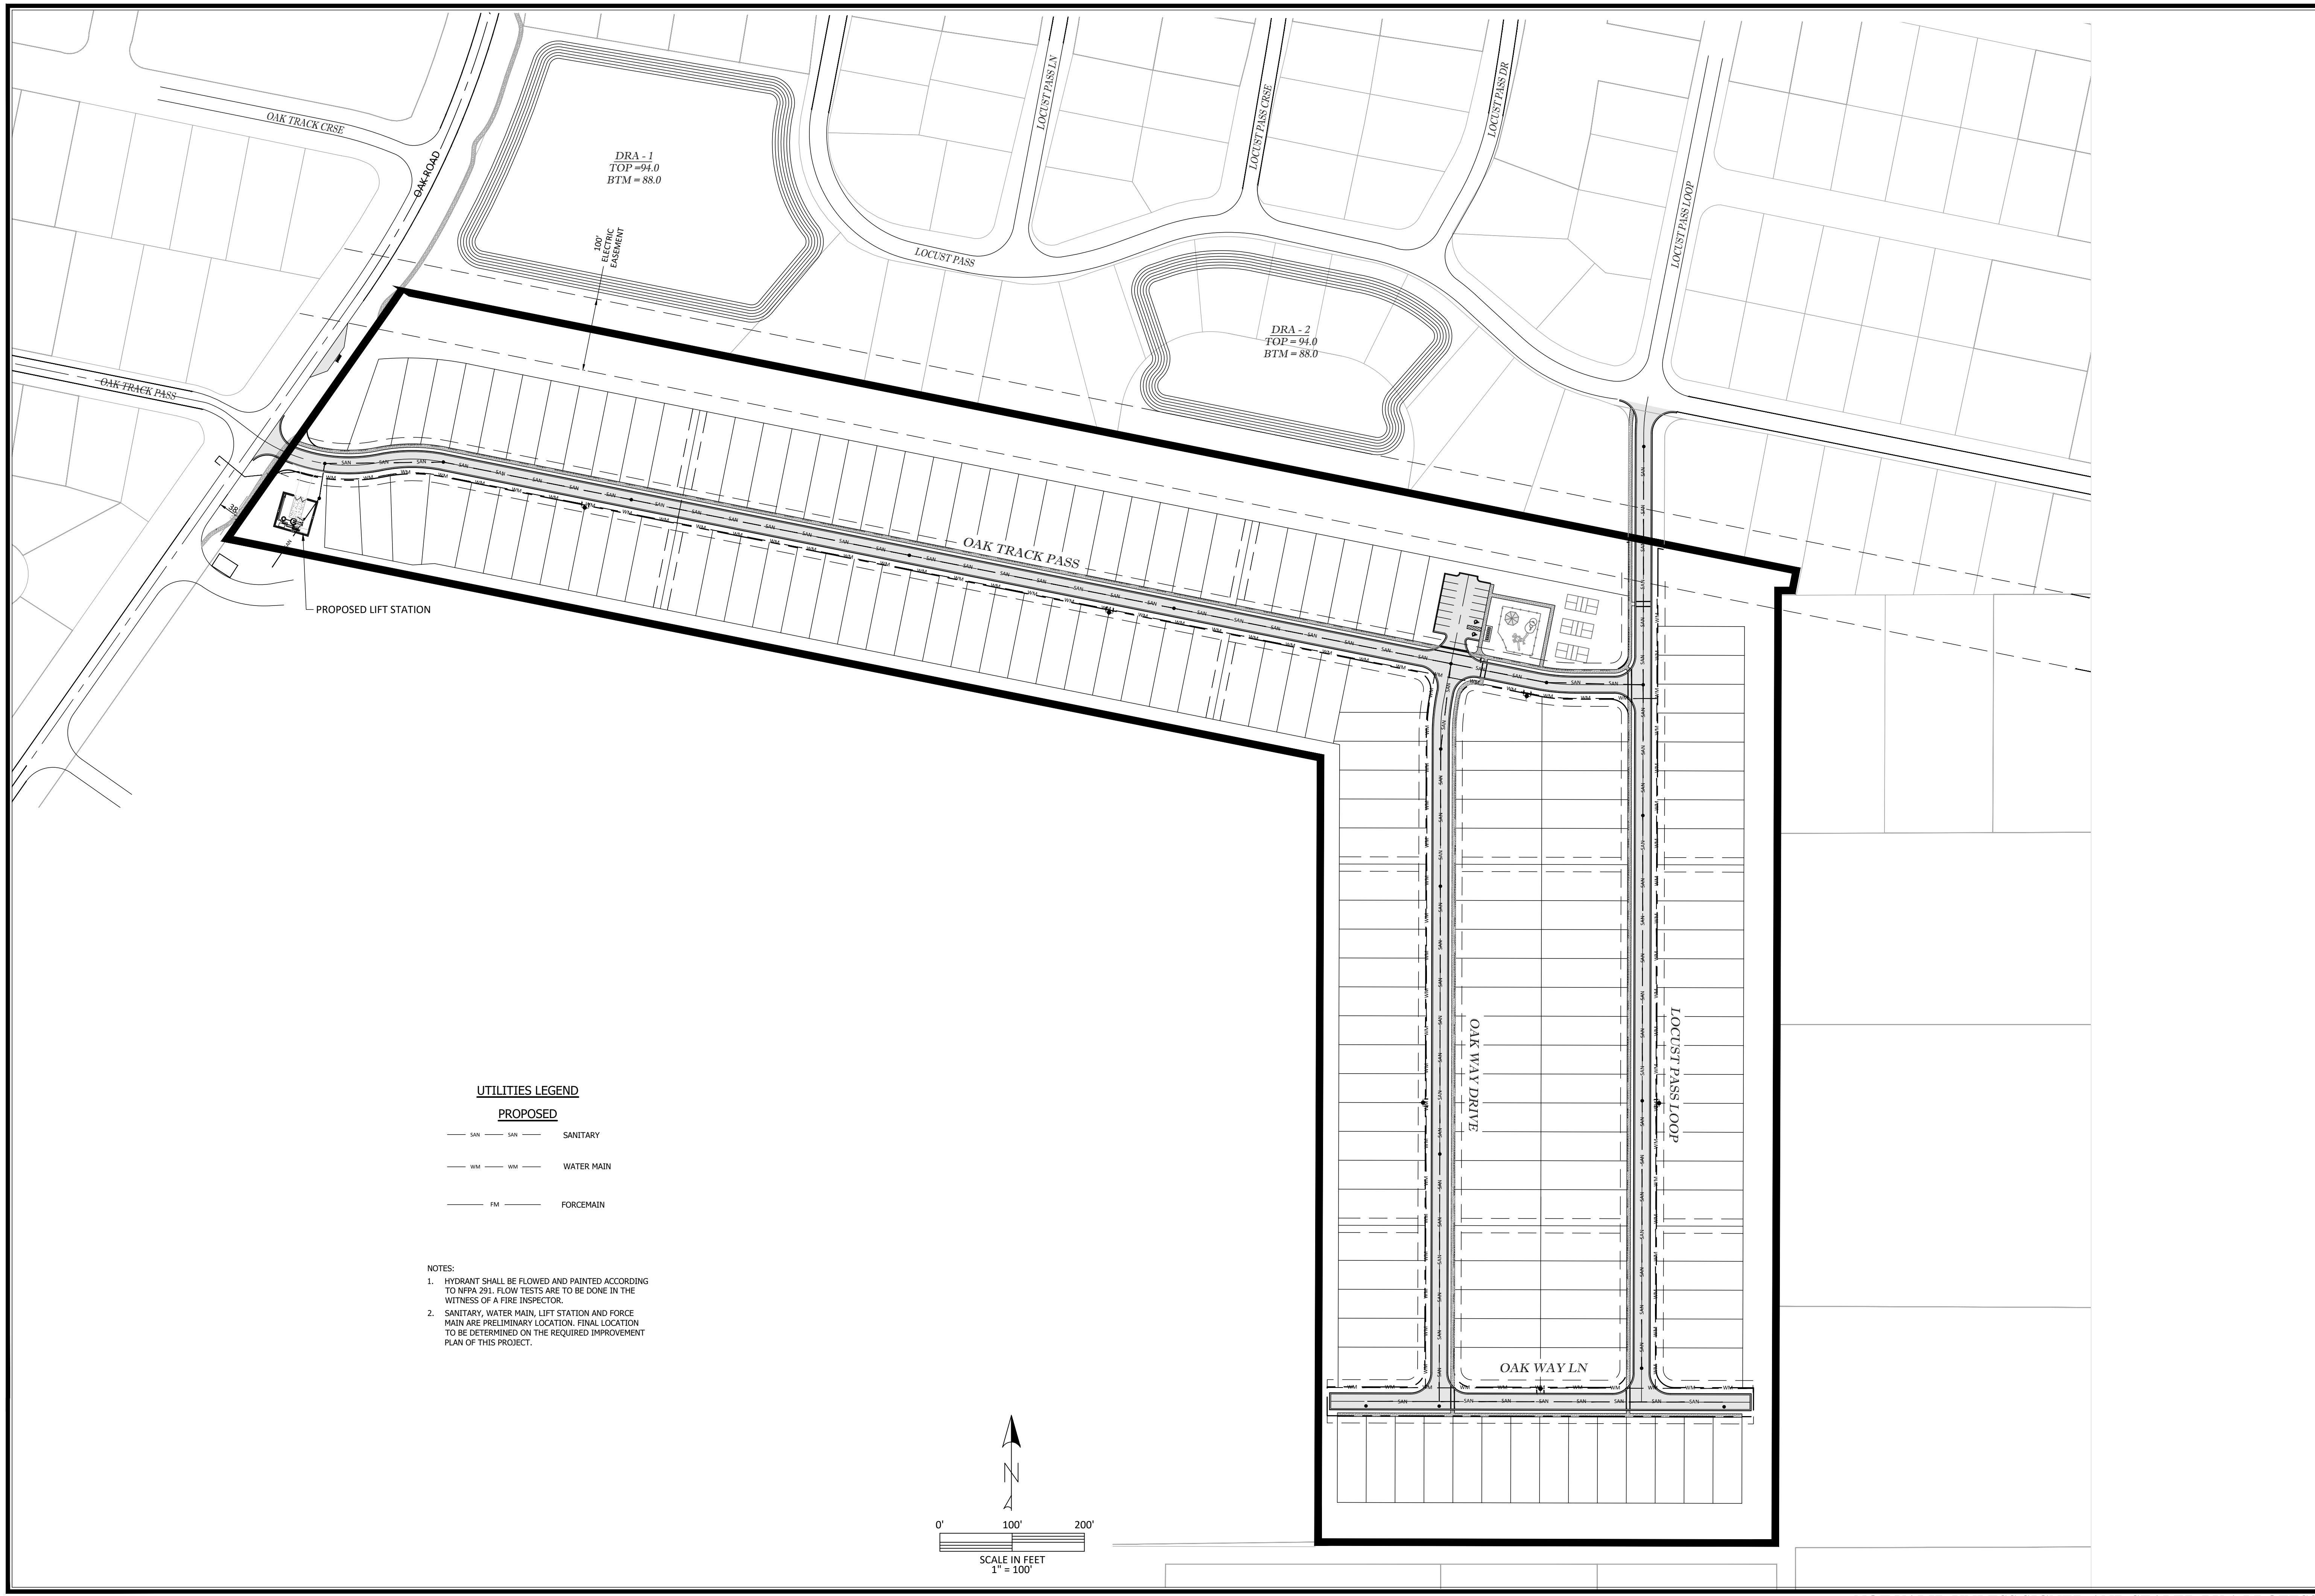 OAK TRACK CRSE
OAK ROAD
DRA - 1
TOP =94.0
BTM = 88.0
100'
ELECTRIC
EASEMENT
LOCUST PASS LN
LOCUST PASS CRSE
LOCUST PASS DR
LOCUST PASS LOOP
LOCUST PASS
DRA - 2
TOP = 94.0
BTM = 88.0
OAK TRACK PASS
OAK TRACK PASS
PROPOSED LIFT STATION
SAN
WM
OAK WAY DRIVE
LOCUST PASS LOOP
OAK WAY LN
UTILITIES LEGEND
PROPOSED
SAN SAN SANITARY
WM WM WATER MAIN
FM FORCEMAIN
NOTES:
1. HYDRANT SHALL BE FLOWED AND PAINTED ACCORDING
TO NFPA 291. FLOW TESTS ARE TO BE DONE IN THE
WITNESS OF A FIRE INSPECTOR.
2. SANITARY, WATER MAIN, LIFT STATION AND FORCE
MAIN ARE PRELIMINARY LOCATION. FINAL LOCATION
TO BE DETERMINED ON THE REQUIRED IMPROVEMENT
PLAN OF THIS PROJECT.
N
0' 100' 200'
SCALE IN FEET
1" = 100'